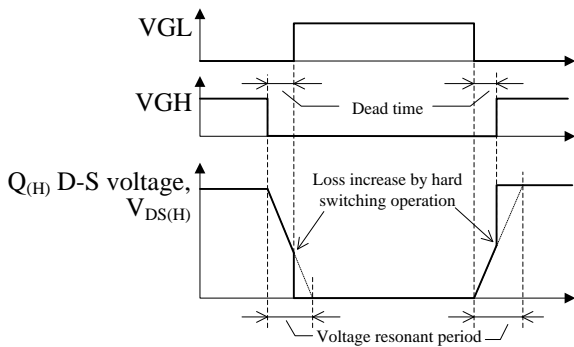 VGL
VGH
Dead time
Q(H) D-S voltage,
VDS(H)
Loss increase by hard
switching operation
Voltage resonant period